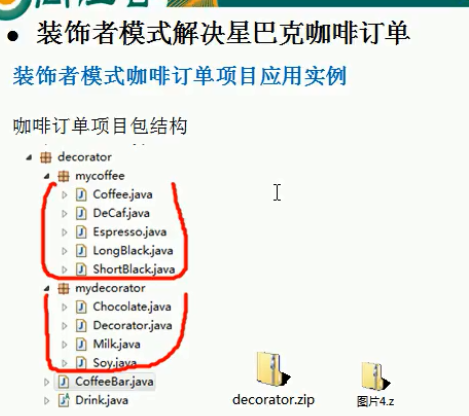 ● 装饰者模式解决星巴克咖啡订单
装饰者模式咖啡订单项目应用实例
咖啡订单项目包结构
decorator
mycoffee
Coffee.java
DeCaf.java
Espresso.java
LongBlack.java
ShortBlack.java
mydecorator
Chocolate.java
Decorator.java
Milk.java
Soy.java
CoffeeBar.java
Drink.java
decorator.zip
图片4.z